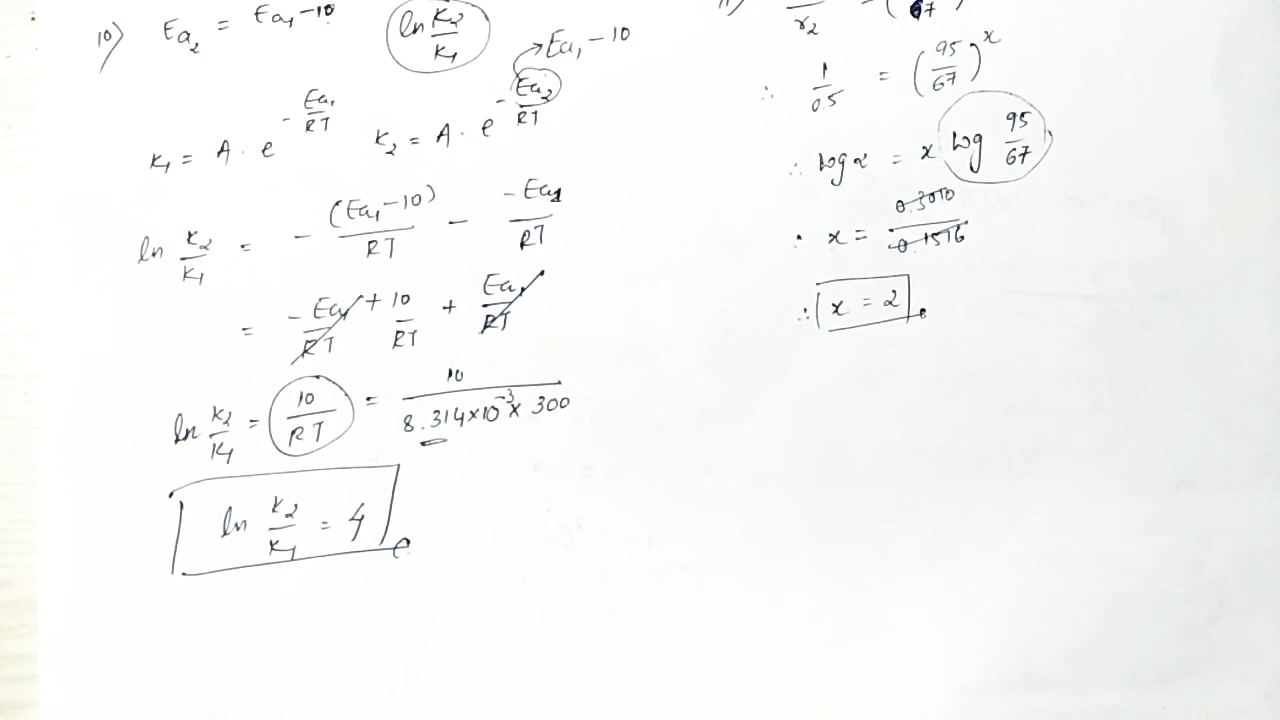 10) Ea₂ = Ea₁ - 10   ln K₂/K₁
→ Ea₁ - 10
K₁ = A · e^(-Ea₁/RT)   K₂ = A · e^(-Ea₂/RT)
ln K₂/K₁ = - (Ea₁ - 10)/RT - -Ea₁/RT
= -Ea₁/RT + 10/RT + Ea₁/RT
ln K₂/K₁ = 10/RT = 10/(8.314×10⁻³ × 300)
ln K₂/K₁ = 4
∴ 1/0.5 = (95/67)^x
∴ log 2 = x log 95/67
∴ x = 0.3010/0.1516
∴ x = 2